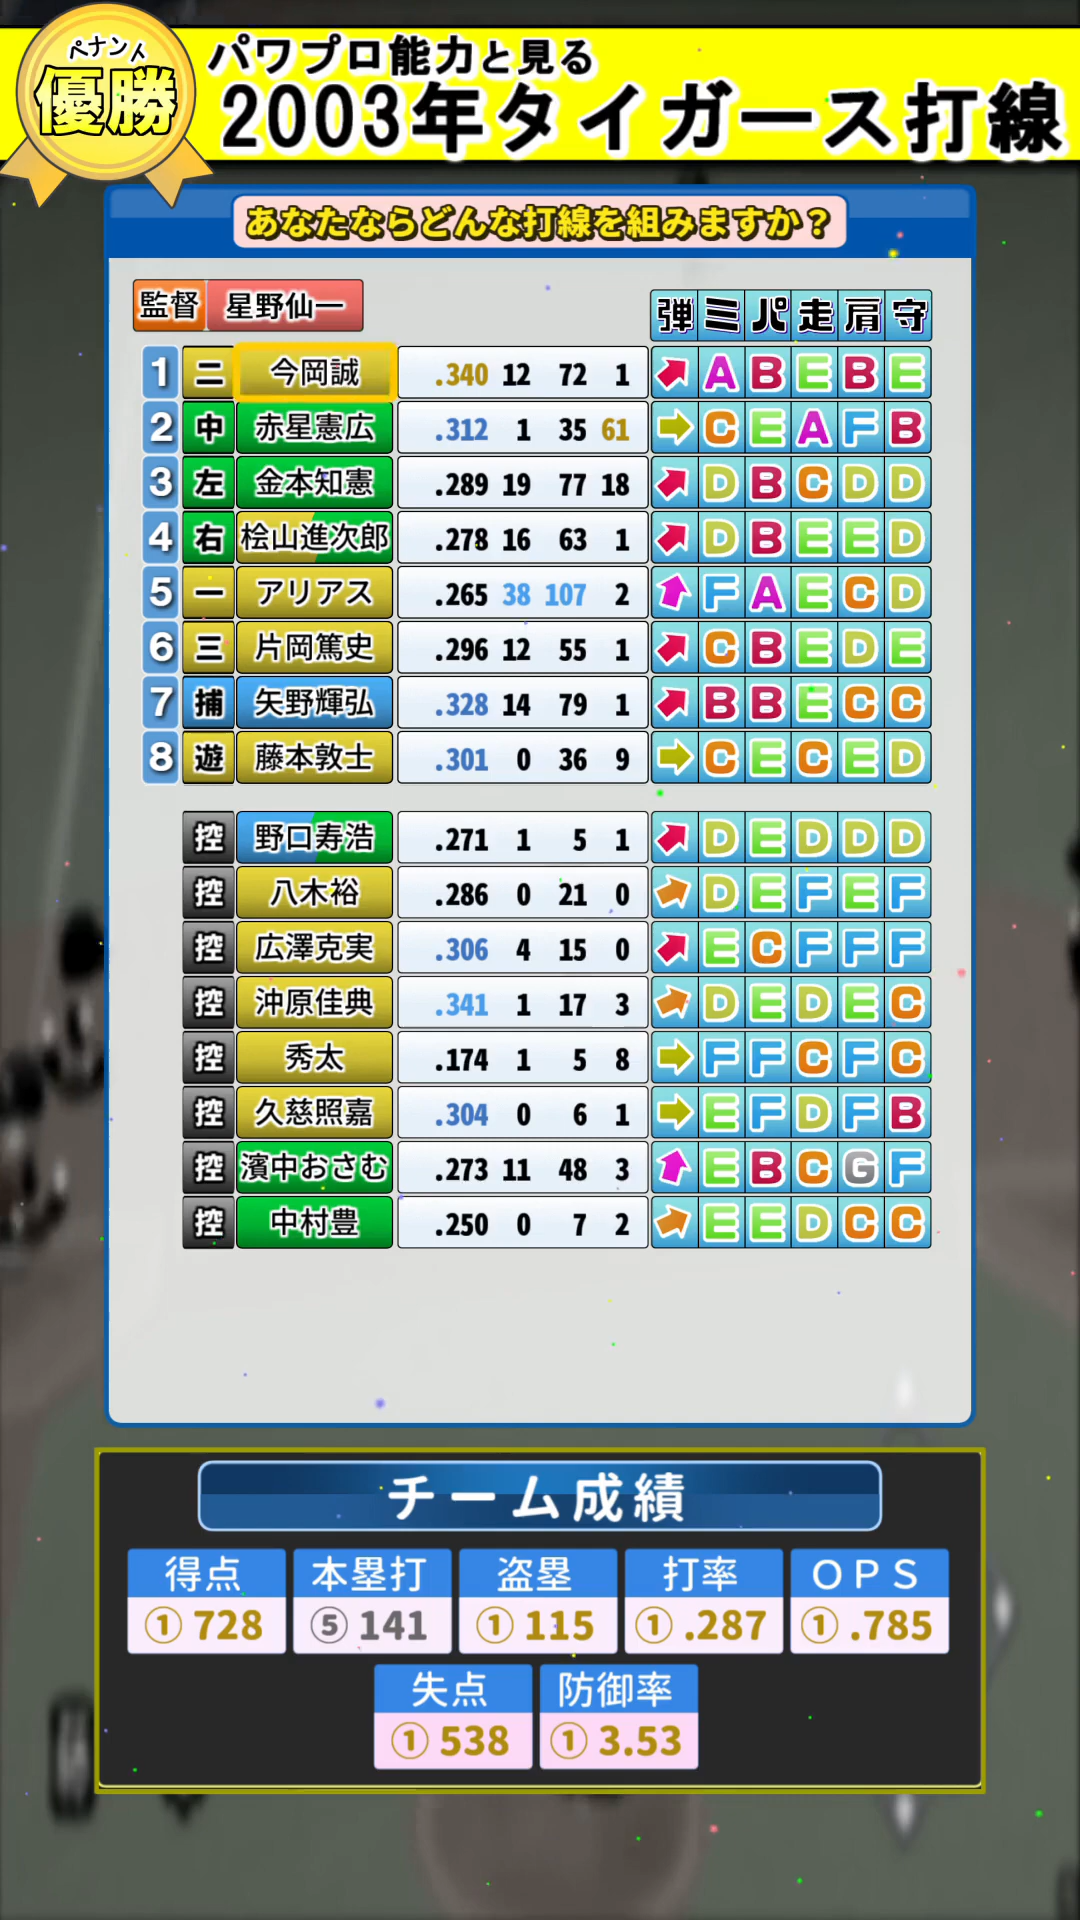 ペナント
優勝
パワプロ能力と見る
2003年タイガース打線
あなたならどんな打線を組みますか？
監督 星野仙一
弾 ミ パ 走 肩 守
1 二 今岡誠 .340 12 72 1 A B E B E
2 中 赤星憲広 .312 1 35 61 C E A F B
3 左 金本知憲 .289 19 77 18 D B C D D
4 右 桧山進次郎 .278 16 63 1 D B E E D
5 一 アリアス .265 38 107 2 F A E C D
6 三 片岡篤史 .296 12 55 1 C B E D E
7 捕 矢野輝弘 .328 14 79 1 B B E C C
8 遊 藤本敦士 .301 0 36 9 C E C E D
控 野口寿浩 .271 1 5 1 D E D D D
控 八木裕 .286 0 21 0 D E F E F
控 広澤克実 .306 4 15 0 E C F F F
控 沖原佳典 .341 1 17 3 D E D E C
控 秀太 .174 1 5 8 F F C F C
控 久慈照嘉 .304 0 6 1 E F D F B
控 濱中おさむ .273 11 48 3 E B C G F
控 中村豊 .250 0 7 2 E E D C C
チーム成績
得点 本塁打 盗塁 打率 ＯＰＳ
① 728 ⑤ 141 ① 115 ① .287 ① .785
失点 防御率
① 538 ① 3.53